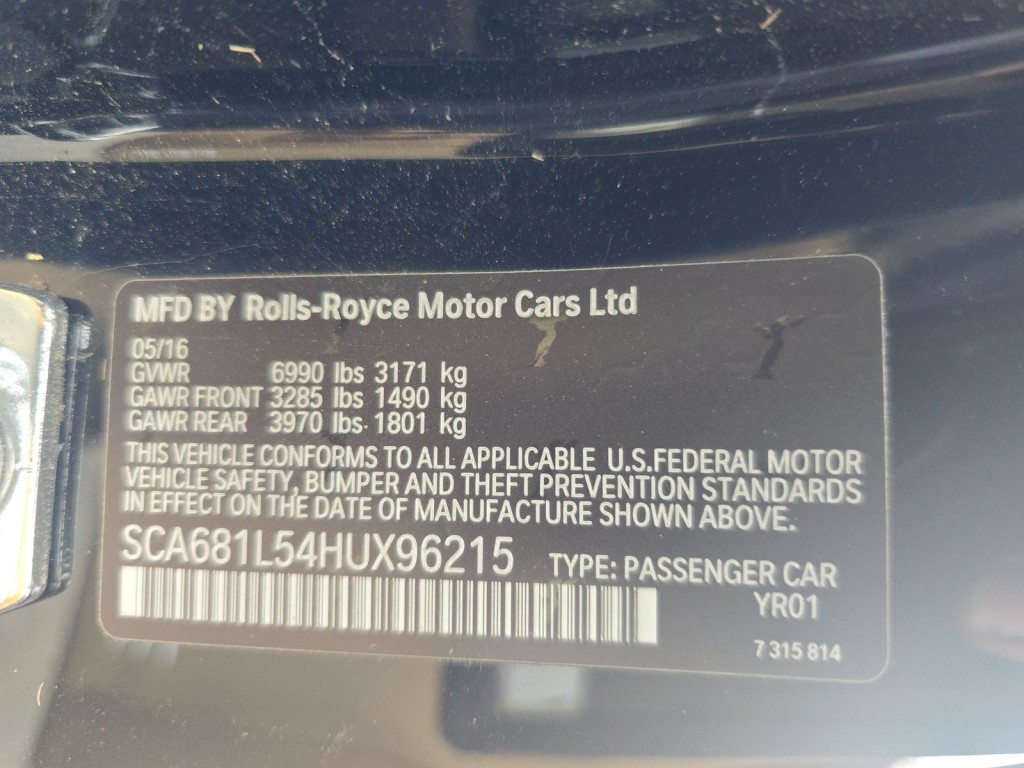 MFD BY Rolls-Royce Motor Cars Ltd
05/16
GVWR 6990 lbs 3171 kg
GAWR FRONT 3285 lbs 1490 kg
GAWR REAR 3970 lbs 1801 kg
THIS VEHICLE CONFORMS TO ALL APPLICABLE U.S.FEDERAL MOTOR
VEHICLE SAFETY, BUMPER AND THEFT PREVENTION STANDARDS
IN EFFECT ON THE DATE OF MANUFACTURE SHOWN ABOVE.
SCA681L54HUX96215 TYPE: PASSENGER CAR
YR01
7 315 814